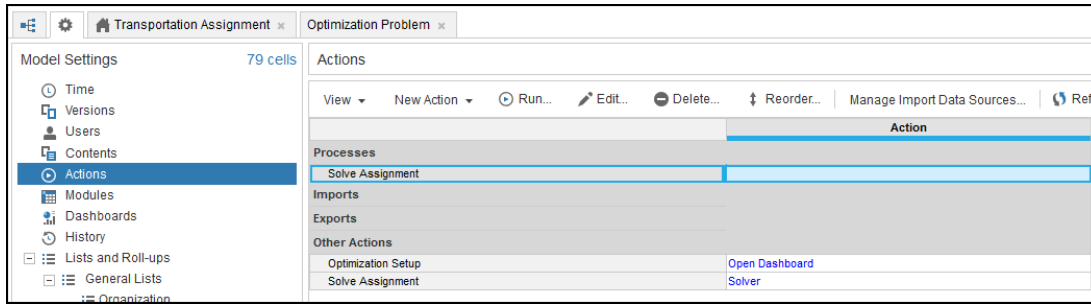 Transportation Assignment
Optimization Problem
Model Settings 79 cells
Time
Versions
Users
Contents
Actions
Modules
Dashboards
History
Lists and Roll-ups
General Lists
Organization
Actions
View New Action Run... Edit... Delete... Reorder... Manage Import Data Sources... Ref
Action
Processes
Solve Assignment
Imports
Exports
Other Actions
Optimization Setup Open Dashboard
Solve Assignment Solver